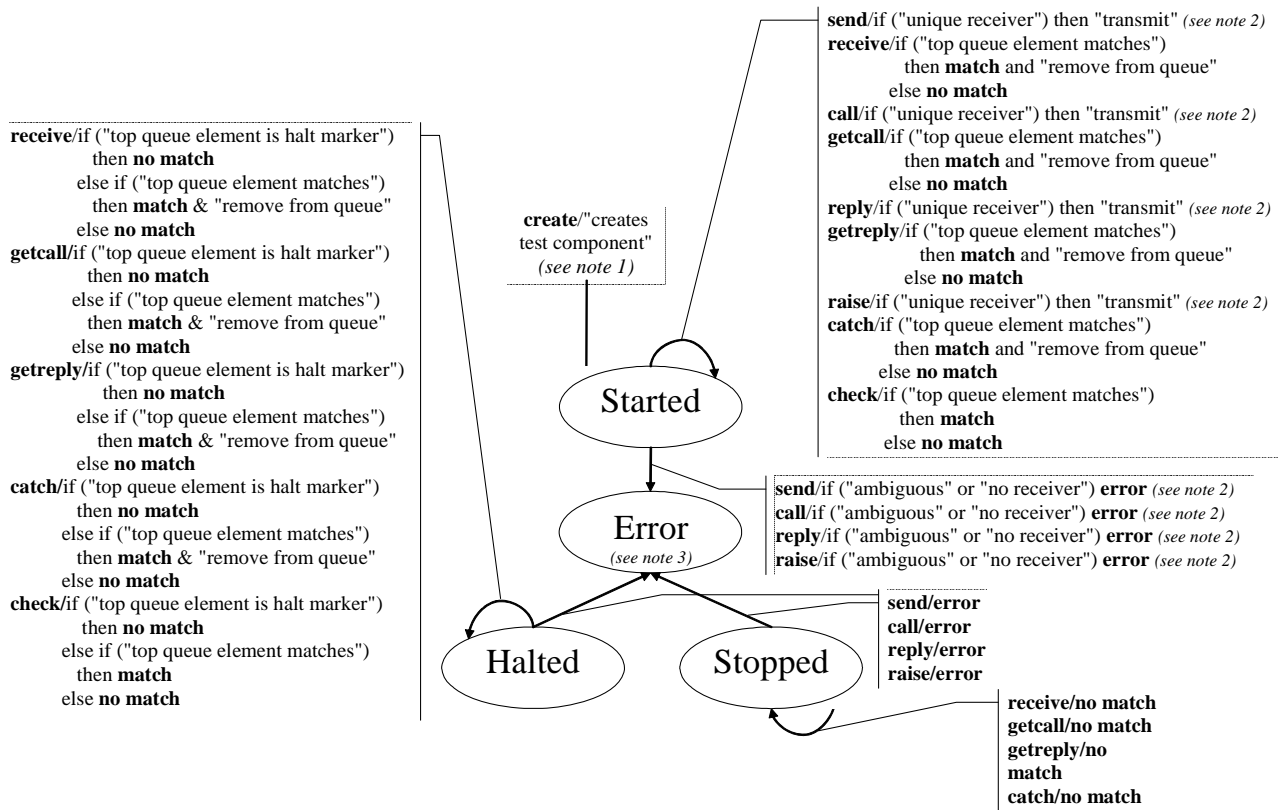 send/if ("unique receiver") then "transmit" (see note 2)
receive/if ("top queue element matches")
then match and "remove from queue"
else no match
call/if ("unique receiver") then "transmit" (see note 2)
getcall/if ("top queue element matches")
then match and "remove from queue"
else no match
reply/if ("unique receiver") then "transmit" (see note 2)
getreply/if ("top queue element matches")
then match and "remove from queue"
else no match
raise/if ("unique receiver") then "transmit" (see note 2)
catch/if ("top queue element matches")
then match and "remove from queue"
else no match
check/if ("top queue element matches")
then match
else no match
receive/if ("top queue element is halt marker")
then no match
else if ("top queue element matches")
then match & "remove from queue"
else no match
getcall/if ("top queue element is halt marker")
then no match
else if ("top queue element matches")
then match & "remove from queue"
else no match
getreply/if ("top queue element is halt marker")
then no match
else if ("top queue element matches")
then match & "remove from queue"
else no match
catch/if ("top queue element is halt marker")
then no match
else if ("top queue element matches")
then match & "remove from queue"
else no match
check/if ("top queue element is halt marker")
then no match
else if ("top queue element matches")
then match
else no match
create/"creates
test component"
(see note 1)
Started
Error
(see note 3)
send/if ("ambiguous" or "no receiver") error (see note 2)
call/if ("ambiguous" or "no receiver") error (see note 2)
reply/if ("ambiguous" or "no receiver") error (see note 2)
raise/if ("ambiguous" or "no receiver") error (see note 2)
Halted
Stopped
send/error
call/error
reply/error
raise/error
receive/no match
getcall/no match
getreply/no
match
catch/no match